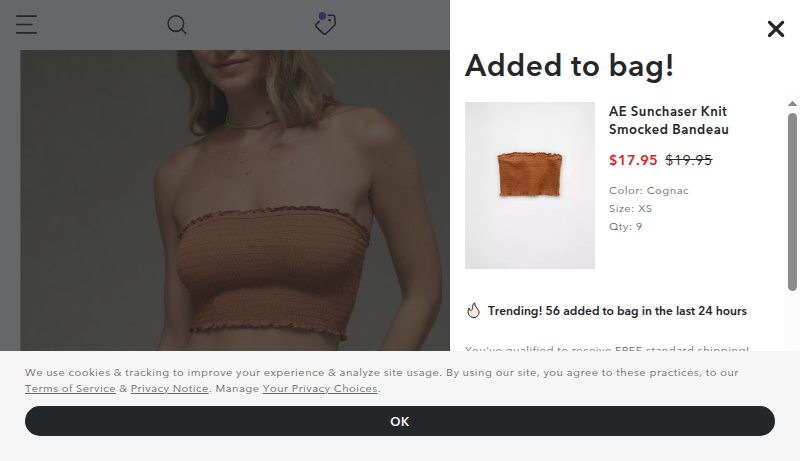 Added to bag!
AE Sunchaser Knit
Smocked Bandeau
$17.95 $19.95
Color: Cognac
Size: XS
Qty: 9
Trending! 56 added to bag in the last 24 hours
You've qualified to receive FREE standard shipping!
We use cookies & tracking to improve your experience & analyze site usage. By using our site, you agree to these practices, to our
Terms of Service & Privacy Notice. Manage Your Privacy Choices.
OK